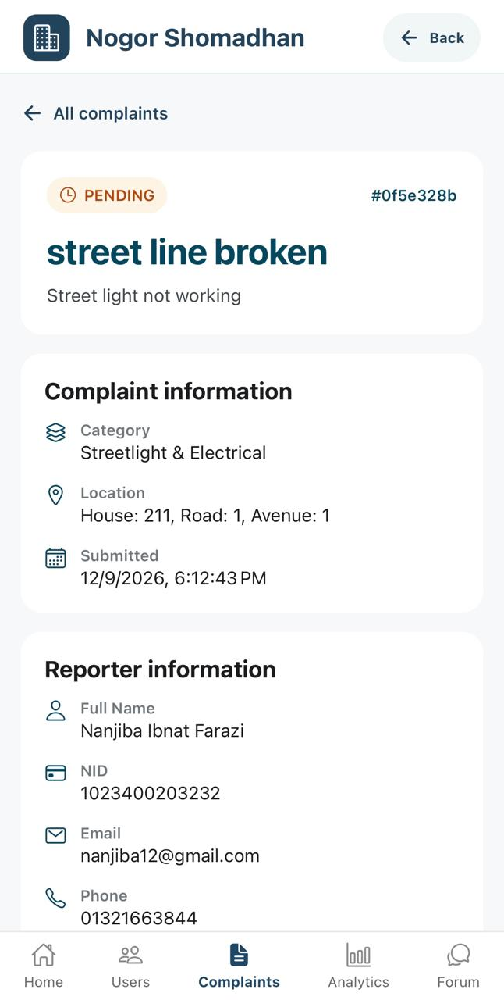 Nogor Shomadhan
Back
All complaints
PENDING
#0f5e328b
street line broken
Street light not working
Complaint information
Category
Streetlight & Electrical
Location
House: 211, Road: 1, Avenue: 1
Submitted
12/9/2026, 6:12:43 PM
Reporter information
Full Name
Nanjiba Ibnat Farazi
NID
1023400203232
Email
nanjiba12@gmail.com
Phone
01321663844
Home
Users
Complaints
Analytics
Forum